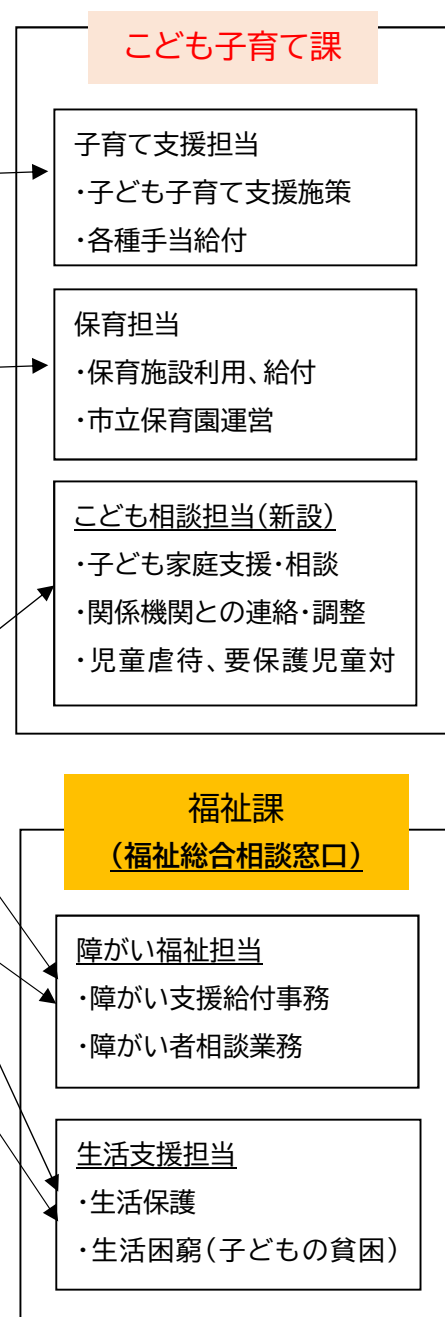 こども子育て課
子育て支援担当
・子ども子育て支援施策
・各種手当給付
保育担当
・保育施設利用、給付
・市立保育園運営
こども相談担当(新設)
・子ども家庭支援・相談
・関係機関との連絡・調整
・児童虐待、要保護児童対
福祉課
(福祉総合相談窓口)
障がい福祉担当
・障がい支援給付事務
・障がい者相談業務
生活支援担当
・生活保護
・生活困窮(子どもの貧困)